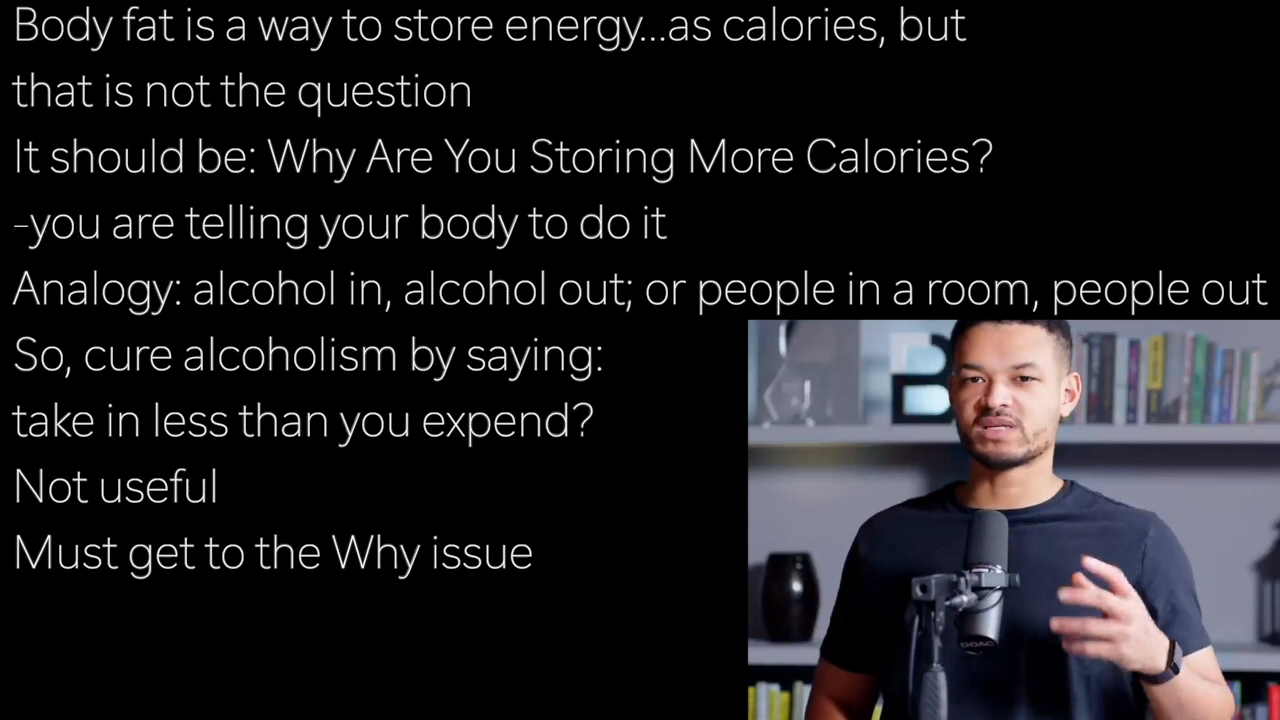 Body fat is a way to store energy...as calories, but
that is not the question
It should be: Why Are You Storing More Calories?
-you are telling your body to do it
Analogy: alcohol in, alcohol out; or people in a room, people out
So, cure alcoholism by saying:
take in less than you expend?
Not useful
Must get to the Why issue
B
DOAC